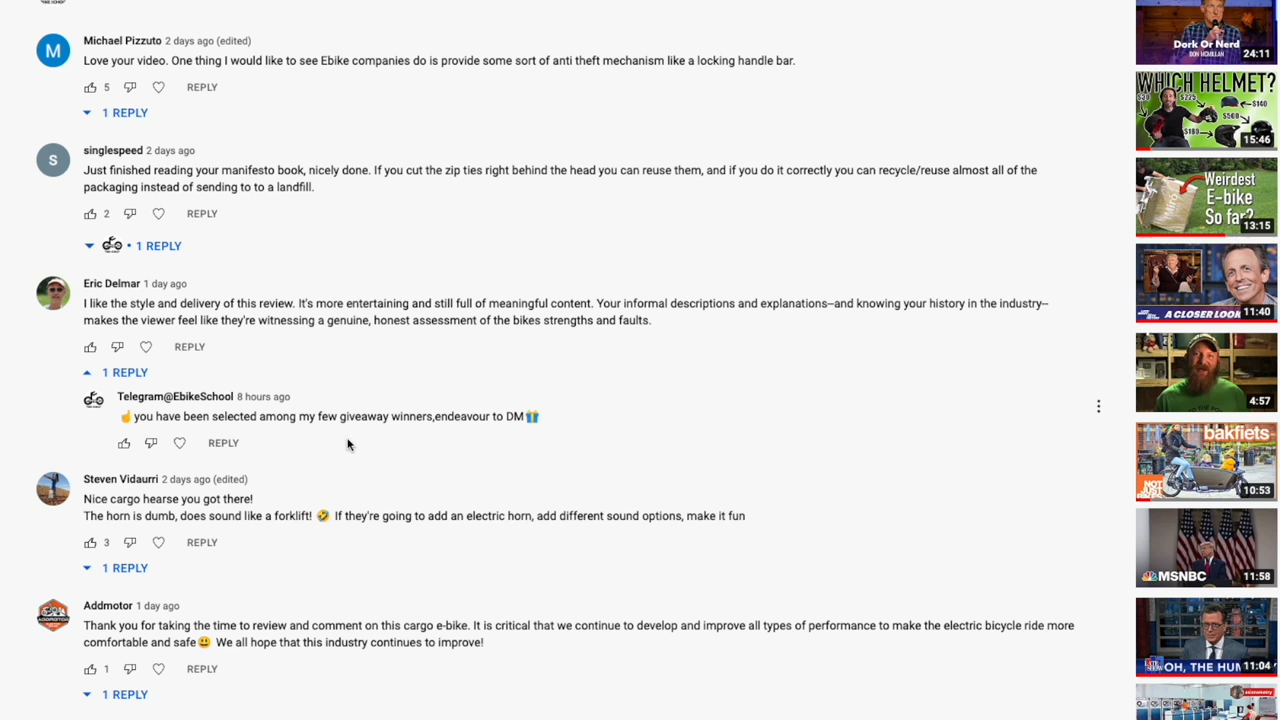 Michael Pizzuto 2 days ago (edited)
M
Love your video. One thing I would like to see Ebike companies do is provide some sort of anti theft mechanism like a locking handle bar.
5 REPLY
1 REPLY
singlespeed 2 days ago
S
Just finished reading your manifesto book, nicely done. If you cut the zip ties right behind the head you can reuse them, and if you do it correctly you can recycle/reuse almost all of the
packaging instead of sending to to a landfill.
2 REPLY
• 1 REPLY
Eric Delmar 1 day ago
I like the style and delivery of this review. It's more entertaining and still full of meaningful content. Your informal descriptions and explanations--and knowing your history in the industry--
makes the viewer feel like they're witnessing a genuine, honest assessment of the bikes strengths and faults.
REPLY
1 REPLY
Telegram@EbikeSchool 8 hours ago
☝you have been selected among my few giveaway winners,endeavour to DM🎁
REPLY
Steven Vidaurri 2 days ago (edited)
Nice cargo hearse you got there!
The horn is dumb, does sound like a forklift! 🤣 If they're going to add an electric horn, add different sound options, make it fun
3 REPLY
1 REPLY
Addmotor 1 day ago
ADDMOTOR
Thank you for taking the time to review and comment on this cargo e-bike. It is critical that we continue to develop and improve all types of performance to make the electric bicycle ride more
comfortable and safe😃 We all hope that this industry continues to improve!
1 REPLY
1 REPLY
Dork Or Nerd
DON MCMILLAN
24:11
WHICH HELMET?
$30 $225 $140
$500
$180
15:46
Weirdest
E-bike
So far?
13:15
A CLOSER LOOK
11:40
4:57
bakfiets
NOT
JUST
BIKES
10:53
MSNBC
11:58
LATE
SHOW
OH, THE HUM
11:04